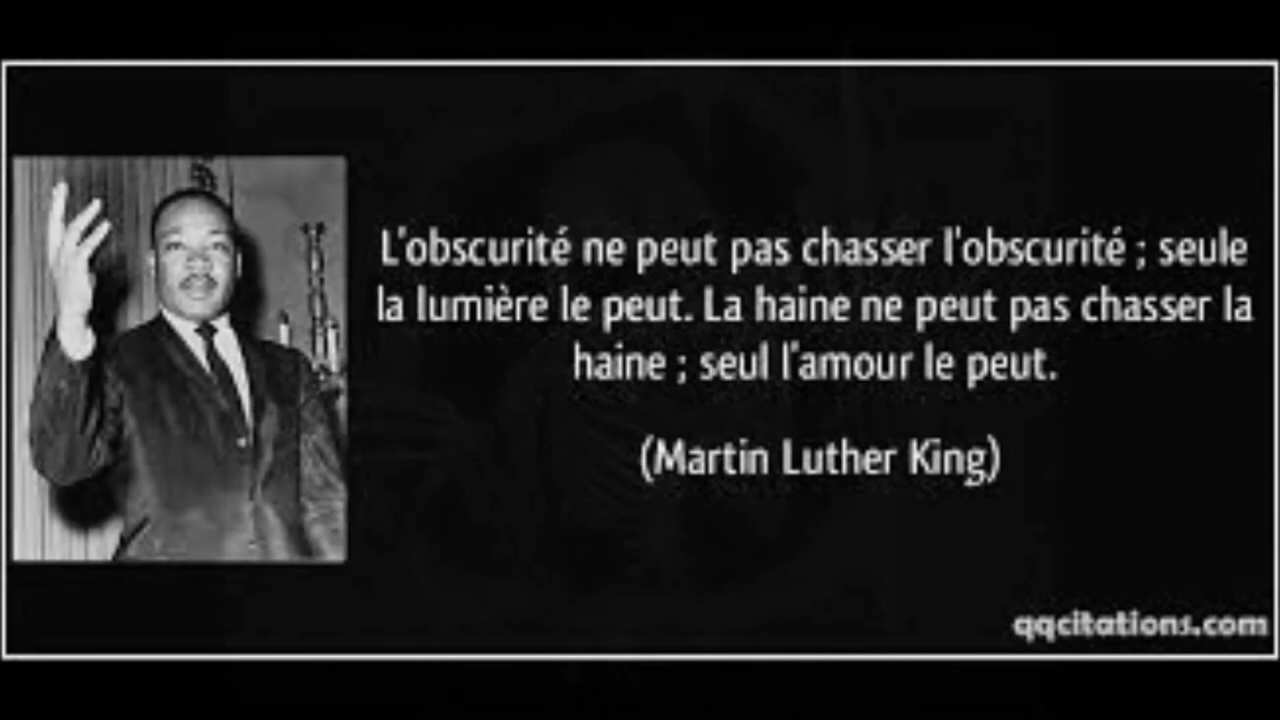 L'obscurité ne peut pas chasser l'obscurité ; seule
la lumière le peut. La haine ne peut pas chasser la
haine ; seul l'amour le peut.
(Martin Luther King)
qqcitations.com